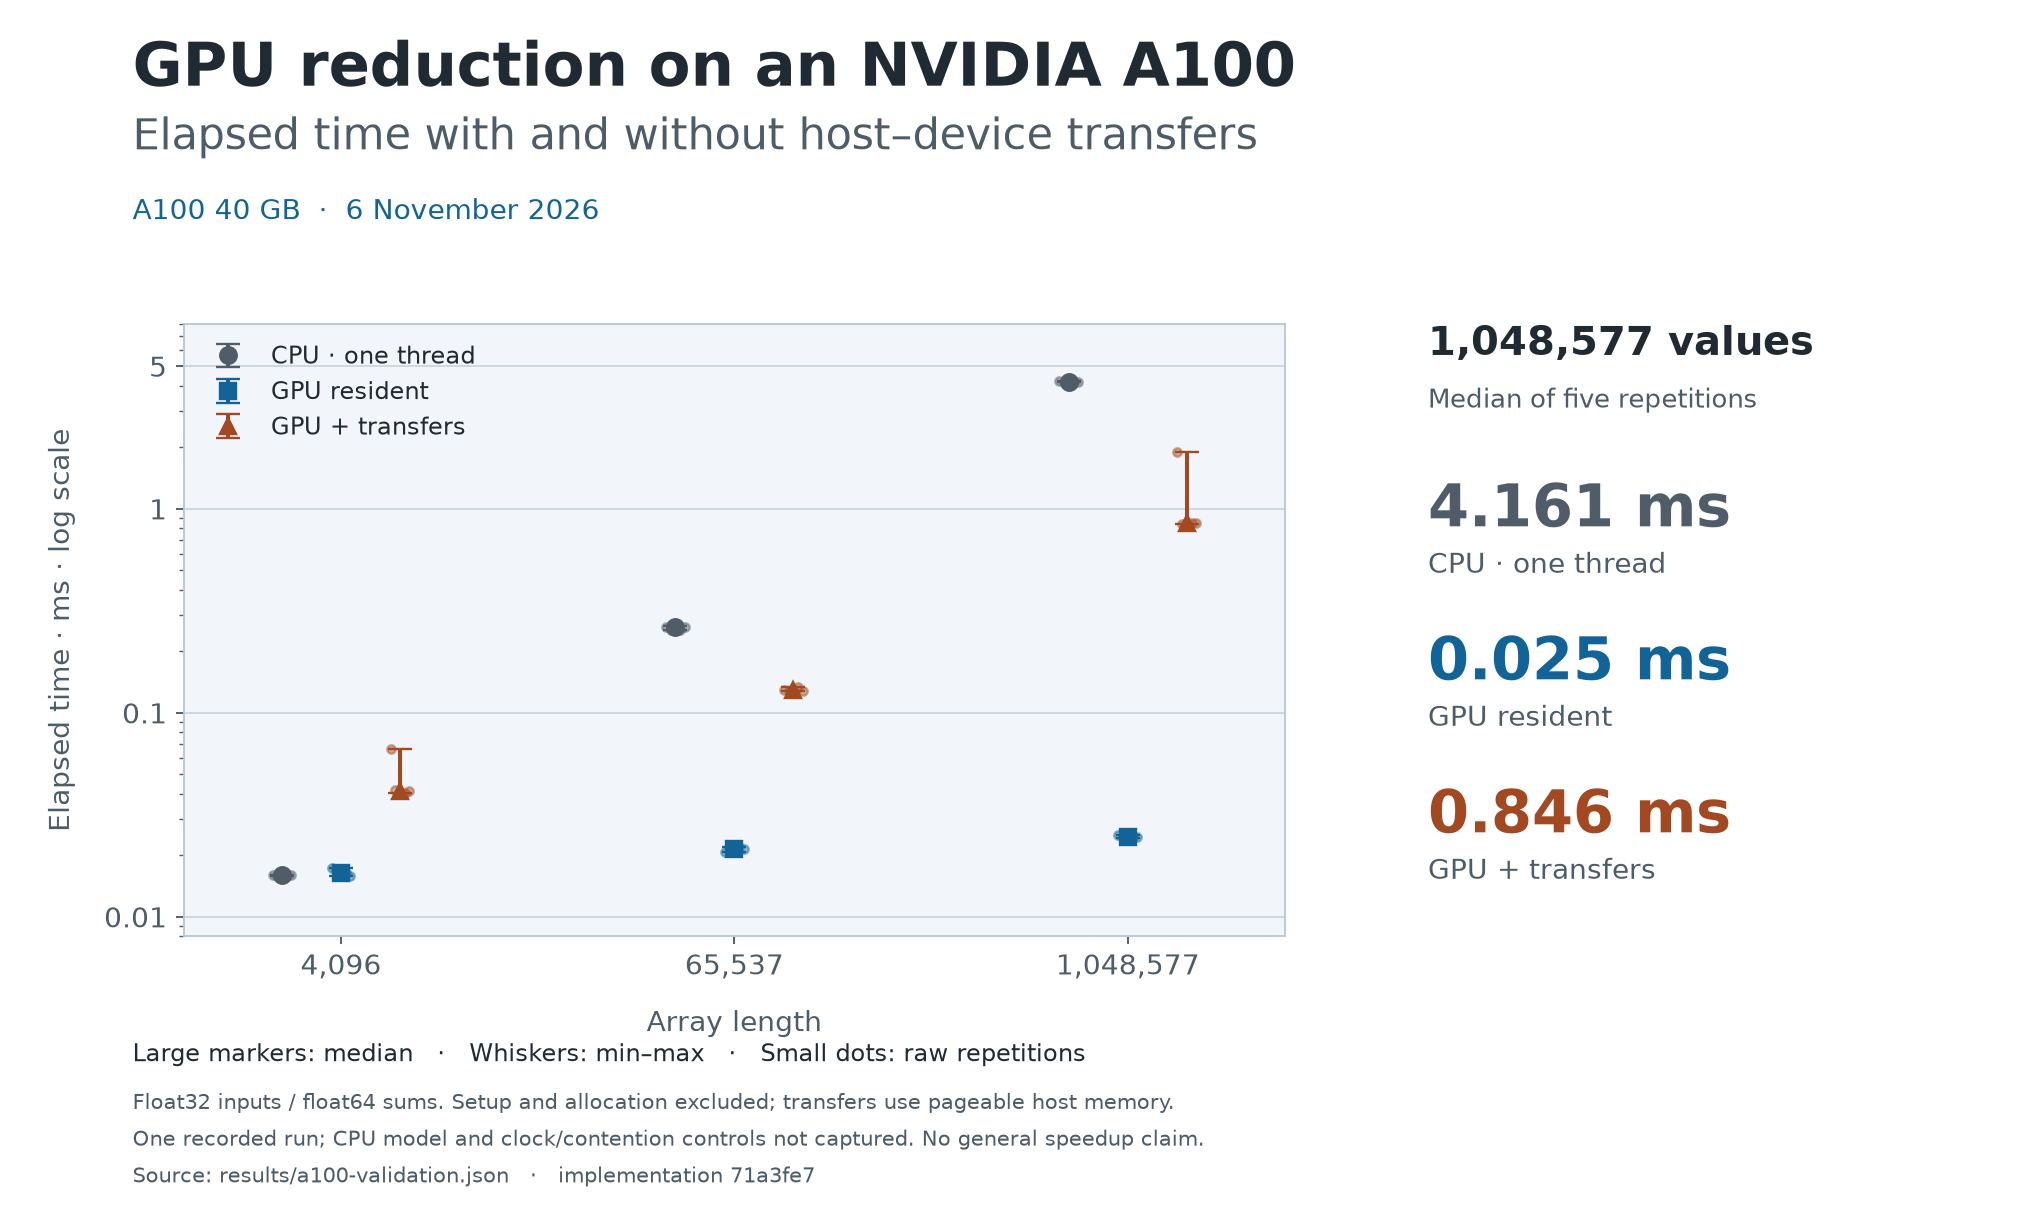 GPU reduction on an NVIDIA A100
Elapsed time with and without host–device transfers
A100 40 GB · 6 November 2026
CPU · one thread
GPU resident
GPU + transfers
Elapsed time · ms · log scale
5
1
0.1
0.01
4,096
65,537
1,048,577
Array length
1,048,577 values
Median of five repetitions
4.161 ms
CPU · one thread
0.025 ms
GPU resident
0.846 ms
GPU + transfers
Large markers: median · Whiskers: min–max · Small dots: raw repetitions
Float32 inputs / float64 sums. Setup and allocation excluded; transfers use pageable host memory.
One recorded run; CPU model and clock/contention controls not captured. No general speedup claim.
Source: results/a100-validation.json · implementation 71a3fe7